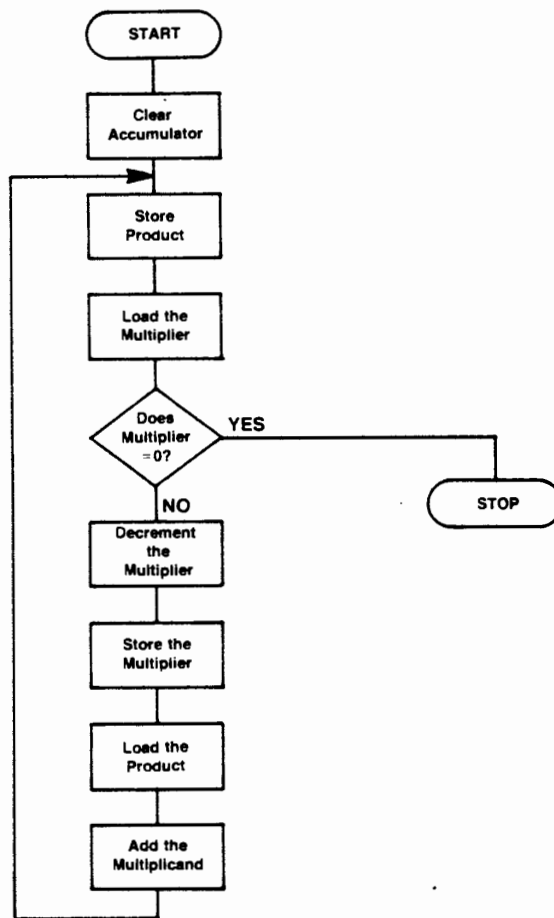 START
Clear
Accumulator
Store
Product
Load the
Multiplier
Does
Multiplier
=0?
YES
STOP
NO
Decrement
the
Multiplier
Store the
Multiplier
Load the
Product
Add the
Multiplicand